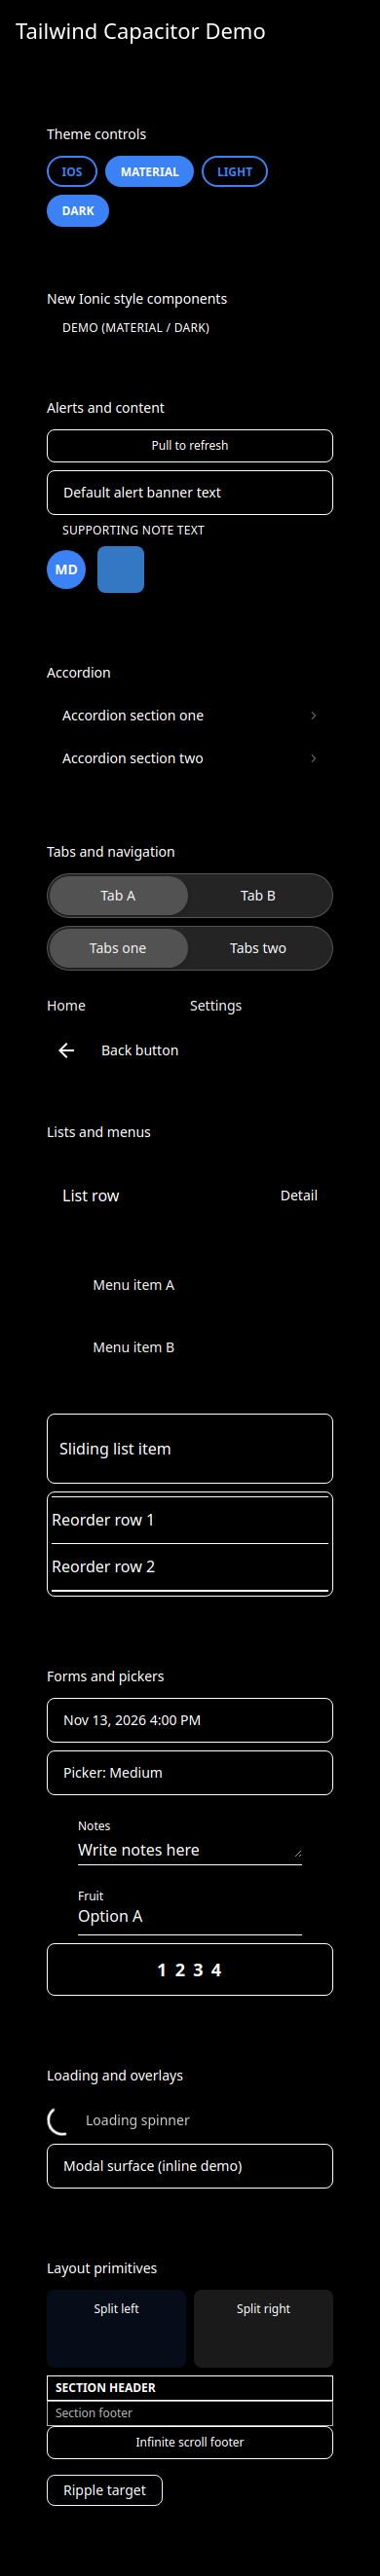 Tailwind Capacitor Demo
Theme controls
IOS
MATERIAL
LIGHT
DARK
New Ionic style components
DEMO (MATERIAL / DARK)
Alerts and content
Pull to refresh
Default alert banner text
SUPPORTING NOTE TEXT
MD
Accordion
Accordion section one
Accordion section two
Tabs and navigation
Tab A
Tab B
Tabs one
Tabs two
Home
Settings
Back button
Lists and menus
List row
Detail
Menu item A
Menu item B
Sliding list item
Reorder row 1
Reorder row 2
Forms and pickers
Nov 13, 2026 4:00 PM
Picker: Medium
Notes
Write notes here
Fruit
Option A
1 2 3 4
Loading and overlays
Loading spinner
Modal surface (inline demo)
Layout primitives
Split left
Split right
SECTION HEADER
Section footer
Infinite scroll footer
Ripple target